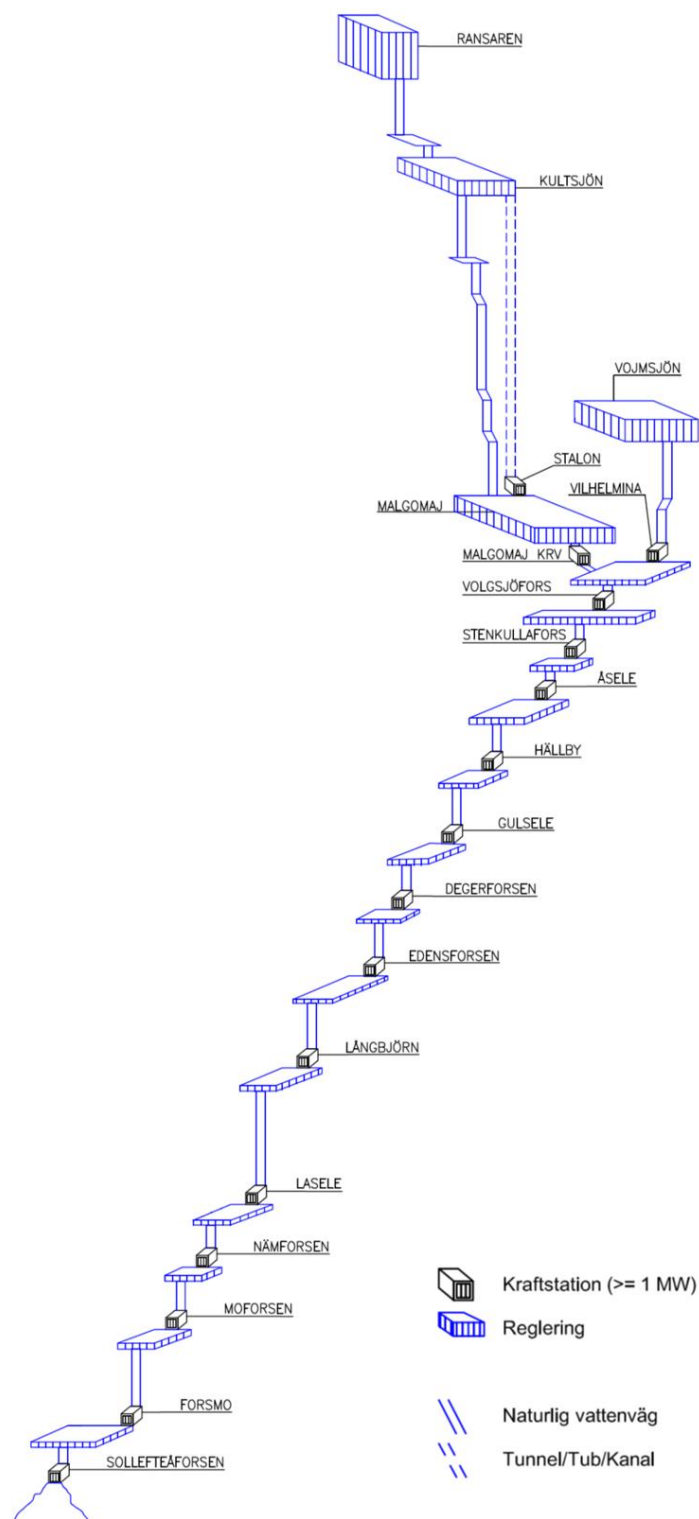 RANSAREN
KULTSJÖN
VOJMSJÖN
STALON
VILHELMINA
MALGOMAJ
MALGOMAJ KRV
VOLGSJÖFORS
STENKULLAFORS
ÅSELE
HÄLLBY
GULSELE
DEGERFORSEN
EDENSFORSEN
LÅNGBJÖRN
LASELE
NÄMFORSEN
MOFORSEN
FORSMO
SOLLEFTEÅFORSEN
Kraftstation (>= 1 MW)
Reglering
Naturlig vattenväg
Tunnel/Tub/Kanal